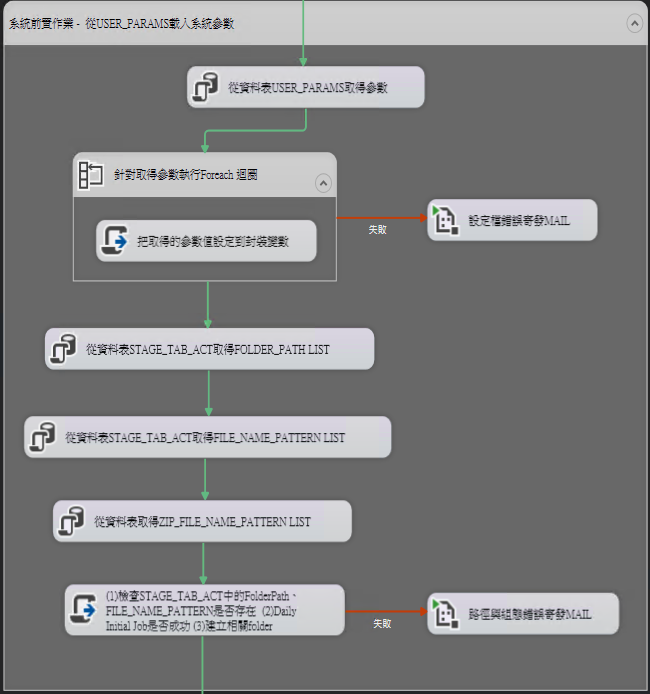 系統前置作業 - 從USER_PARAMS載入系統參數
從資料表USER_PARAMS取得參數
針對取得參數執行Foreach 迴圈
把取得的參數值設定到封裝變數
失敗
設定檔錯誤寄發MAIL
從資料表STAGE_TAB_ACT取得FOLDER_PATH LIST
從資料表STAGE_TAB_ACT取得FILE_NAME_PATTERN LIST
從資料表取得ZIP_FILE_NAME_PATTERN LIST
(1)檢查STAGE_TAB_ACT中的FolderPath、
FILE_NAME_PATTERN是否存在 (2)Daily
Initial Job是否成功 (3)建立相關folder
失敗
路徑與組態錯誤寄發MAIL